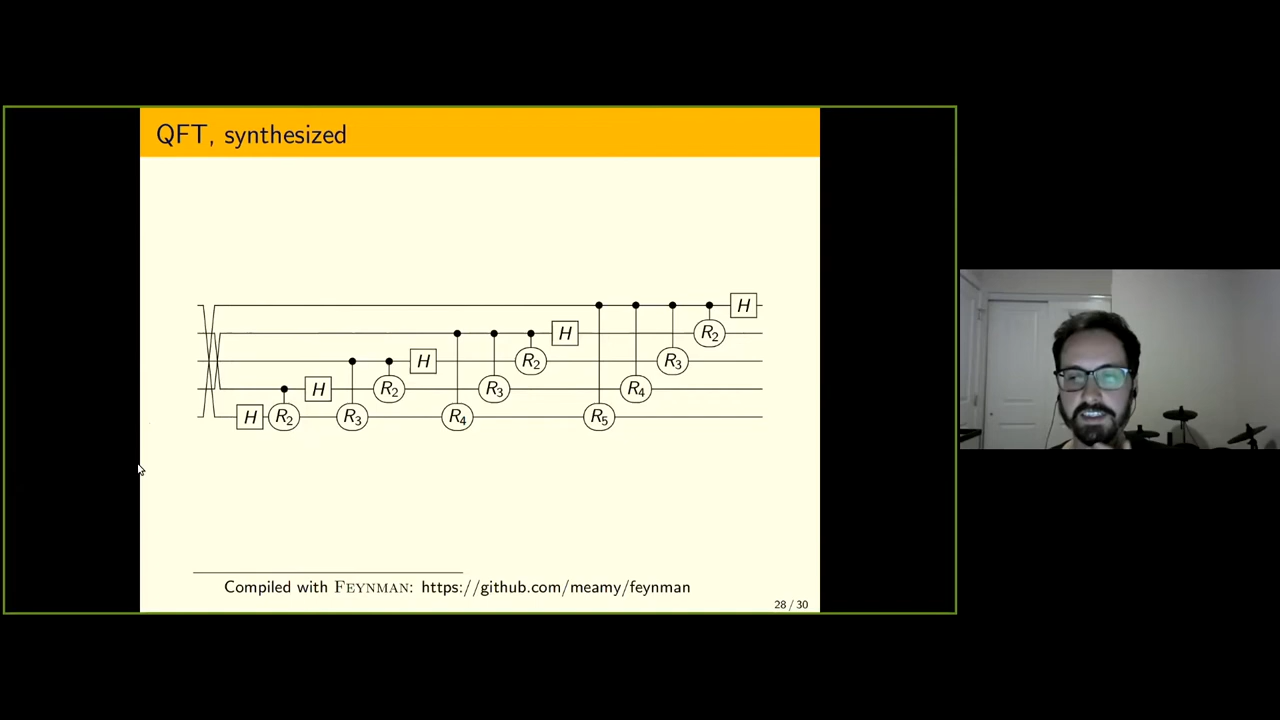 QFT, synthesized
H
R2 H
R2 R3 R4 R2 H
H R2 R3 R3 R4
H R2 R3 R4 R5
Compiled with FEYNMAN: https://github.com/meamy/feynman
28 / 30